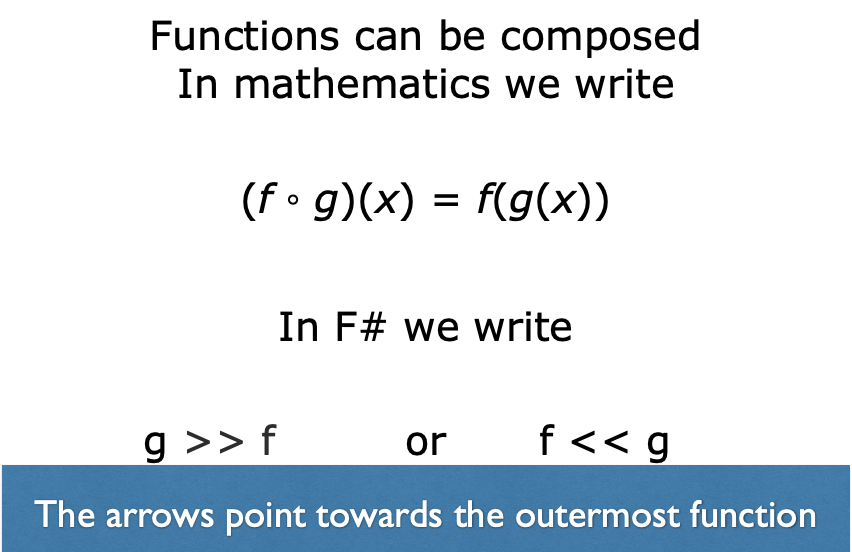 Functions can be composed
In mathematics we write
(f ∘ g)(x) = f(g(x))
In F# we write
g >> f or f << g
The arrows point towards the outermost function